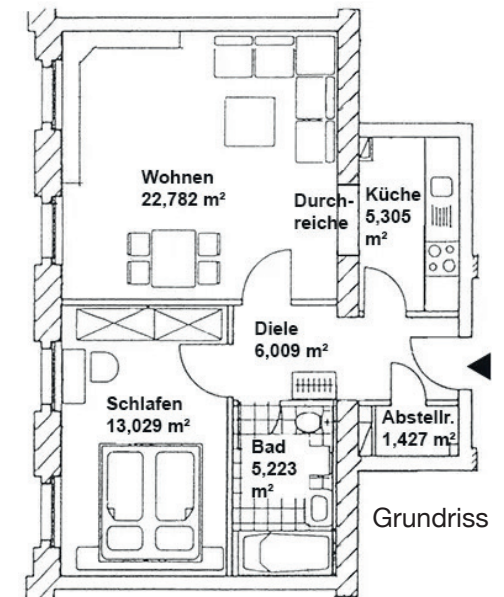 Wohnen
22,782 m²
Durch-
reiche
Küche
5,305
m²
Diele
6,009 m²
Schlafen
13,029 m²
Bad
5,223
m²
Abstellr.
1,427 m²
Grundriss